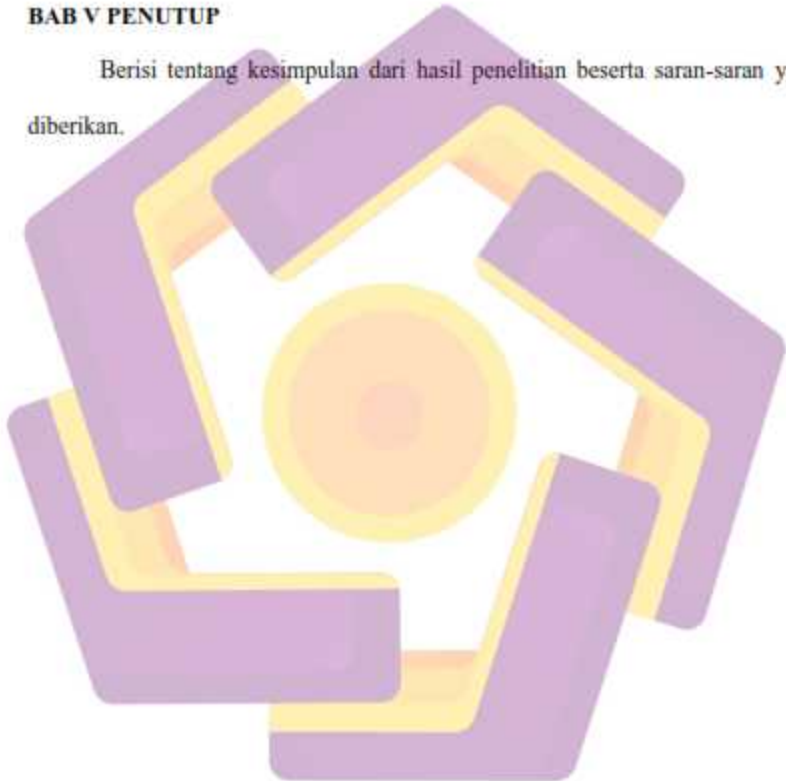 BAB V PENUTUP
Berisi tentang kesimpulan dari hasil penelitian beserta saran-saran y
diberikan.